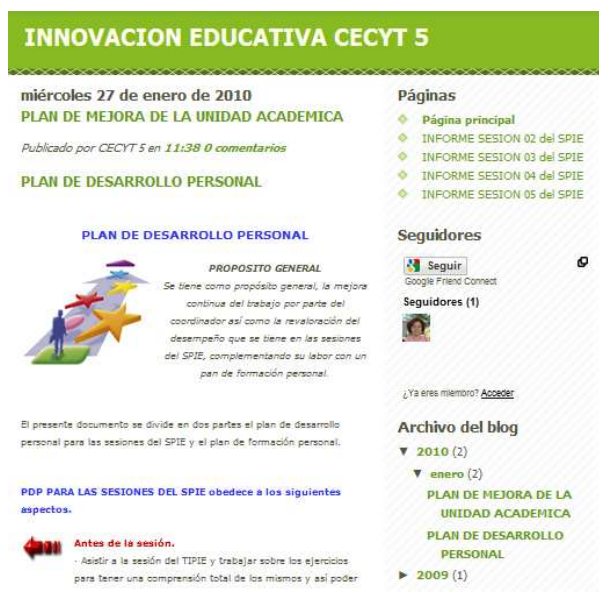 INNOVACION EDUCATIVA CECYT 5
miércoles 27 de enero de 2010
PLAN DE MEJORA DE LA UNIDAD ACADEMICA
Publicado por CECYT 5 en 11:38 0 comentarios
PLAN DE DESARROLLO PERSONAL
PLAN DE DESARROLLO PERSONAL
PROPOSITO GENERAL
Se tiene como propósito general, la mejora
continua del trabajo por parte del
coordinador así como la revaloración del
desempeño que se tiene en las sesiones
del SPIE, complementando su labor con un
pan de formación personal.
El presente documento se divide en dos partes el plan de desarrollo
personal para las sesiones del SPIE y el plan de formación personal.
PDP PARA LAS SESIONES DEL SPIE obedece a los siguientes
aspectos.
Antes de la sesión.
- Asistir a la sesión del TIPIE y trabajar sobre los ejercicios
para tener una comprensión total de los mismos y así poder
Páginas
Página principal
INFORME SESION 02 del SPIE
INFORME SESION 03 del SPIE
INFORME SESION 04 del SPIE
INFORME SESION 05 del SPIE
Seguidores
Seguir
Google Friend Connect
Seguidores (1)
¿Ya eres miembro? Acceder
Archivo del blog
▼ 2010 (2)
▼ enero (2)
PLAN DE MEJORA DE LA
UNIDAD ACADEMICA
PLAN DE DESARROLLO
PERSONAL
► 2009 (1)